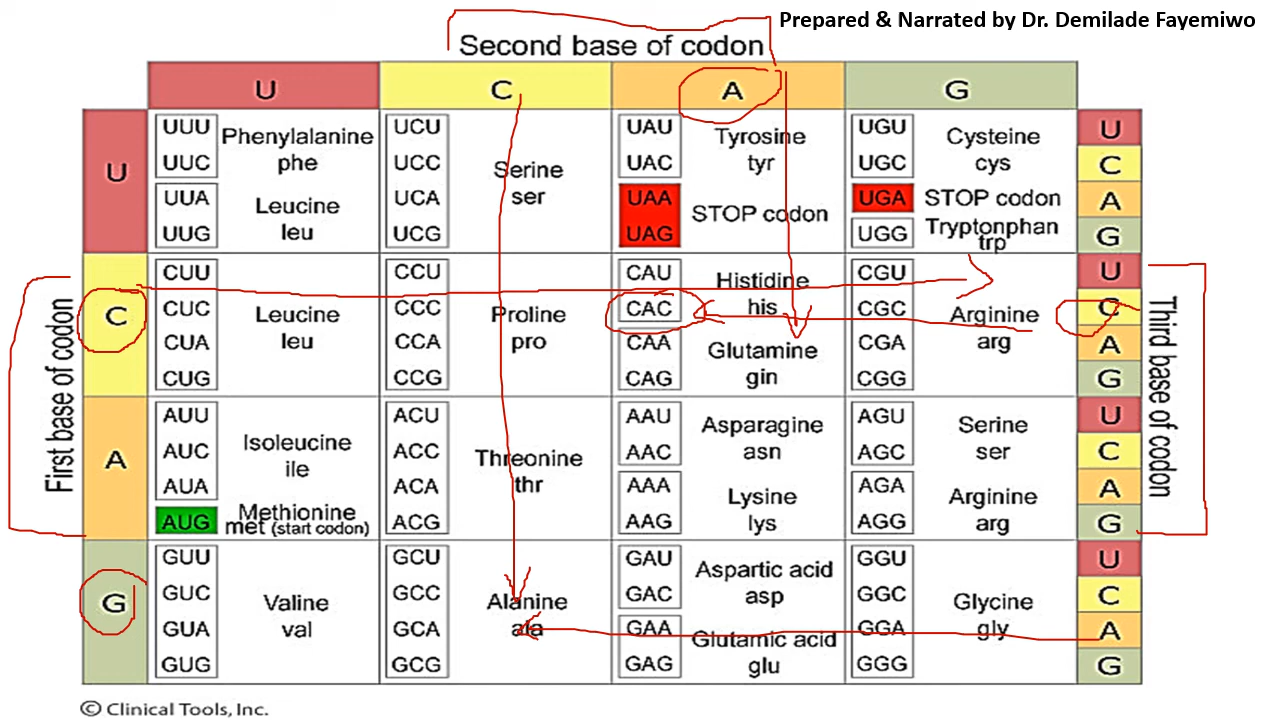 Prepared & Narrated by Dr. Demilade Fayemiwo
Second base of codon
U C A G
First base of codon
Third base of codon
U
UUU
UUC
Phenylalanine
phe
UUA
UUG
Leucine
leu
UCU
UCC
UCA
UCG
Serine
ser
UAU
UAC
Tyrosine
tyr
UAA
UAG
STOP codon
UGU
UGC
Cysteine
cys
UGA
STOP codon
UGG
Tryptonphan
trp
U
C
A
G
C
CUU
CUC
CUA
CUG
Leucine
leu
CCU
CCC
CCA
CCG
Proline
pro
CAU
CAC
Histidine
his
CAA
CAG
Glutamine
gin
CGU
CGC
CGA
CGG
Arginine
arg
U
C
A
G
A
AUU
AUC
AUA
Isoleucine
ile
AUG
Methionine
met (start codon)
ACU
ACC
ACA
ACG
Threonine
thr
AAU
AAC
Asparagine
asn
AAA
AAG
Lysine
lys
AGU
AGC
Serine
ser
AGA
AGG
Arginine
arg
U
C
A
G
G
GUU
GUC
GUA
GUG
Valine
val
GCU
GCC
GCA
GCG
Alanine
ala
GAU
GAC
Aspartic acid
asp
GAA
GAG
Glutamic acid
glu
GGU
GGC
GGA
GGG
Glycine
gly
U
C
A
G
© Clinical Tools, Inc.